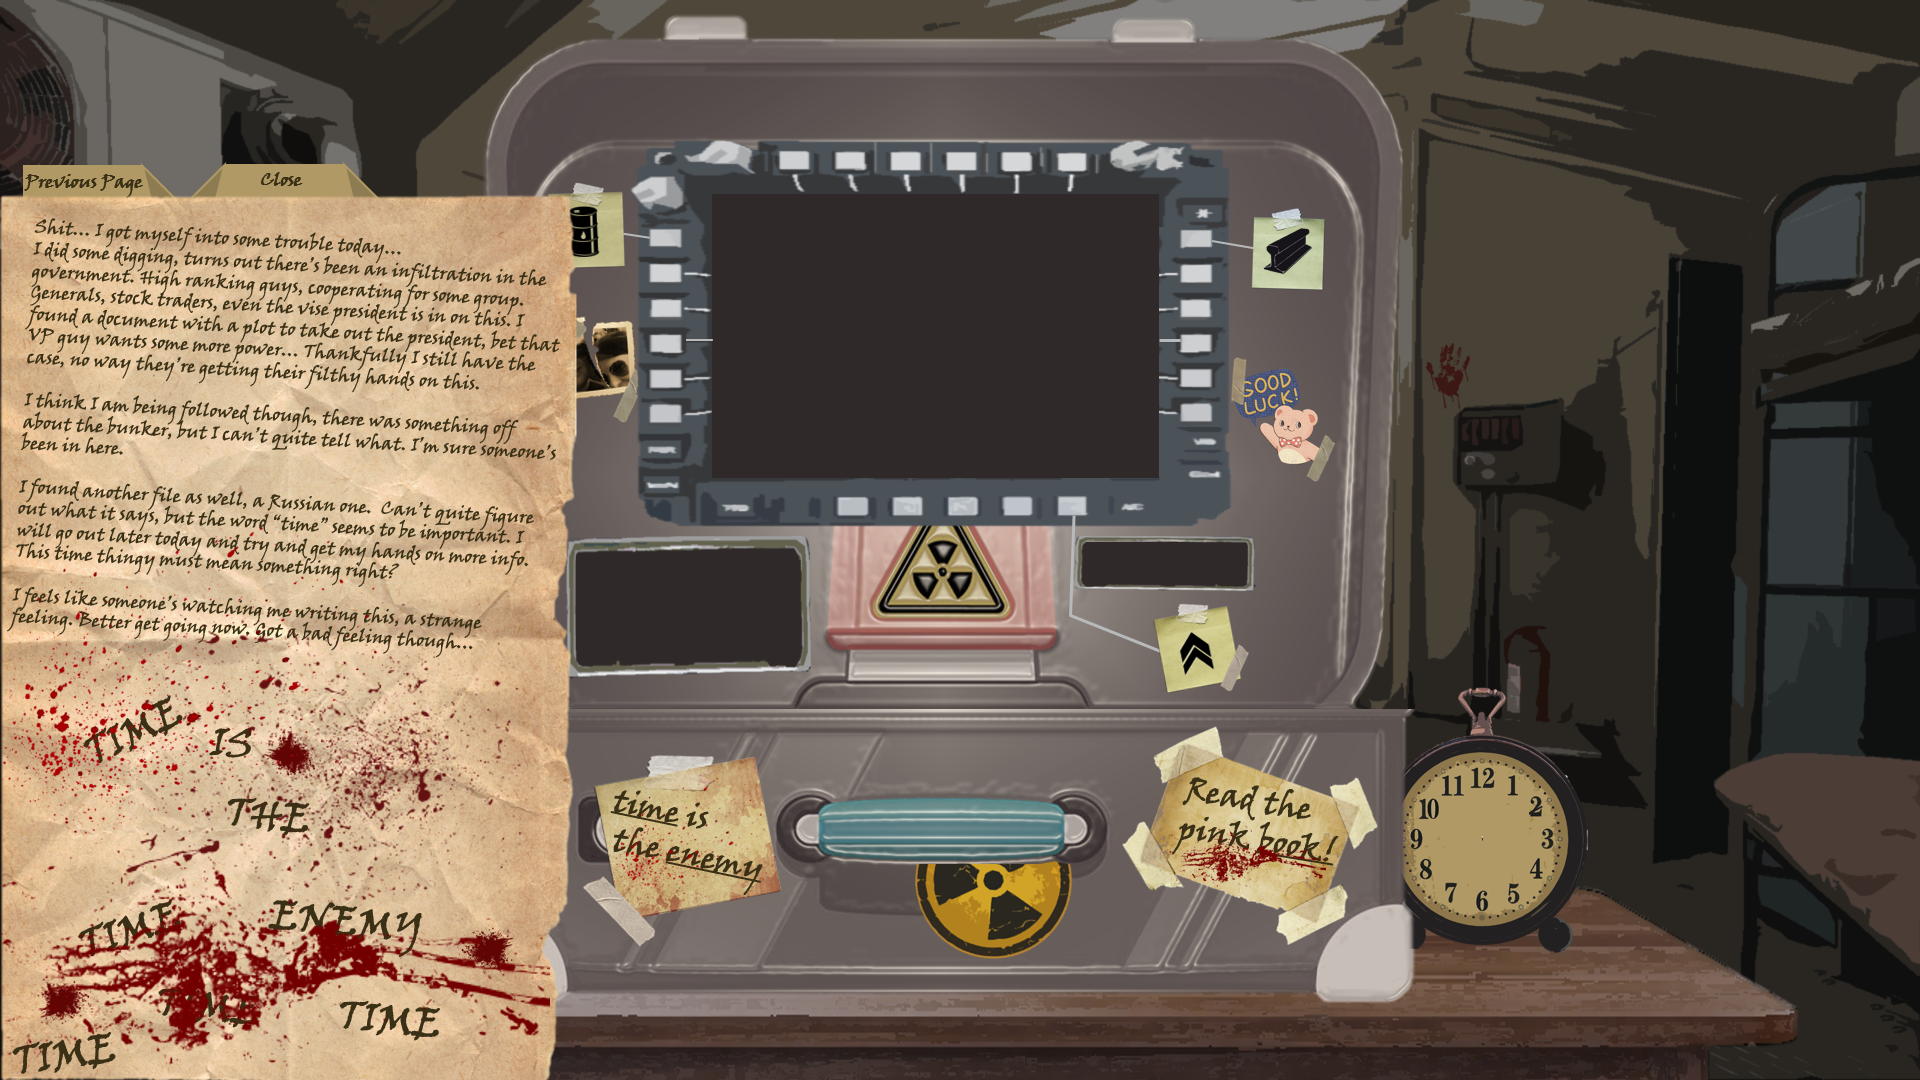 Previous Page
Close
Shit... I got myself into some trouble today...
I did some digging, turns out there's been an infiltration in the
government. High ranking guys, cooperating for some group.
Generals, stock traders, even the vise president is in on this. I
found a document with a plot to take out the president, bet that
VP guy wants some more power... Thankfully I still have the
case, no way they're getting their filthy hands on this.
I think I am being followed though, there was something off
about the bunker, but I can't quite tell what. I'm sure someone's
been in here.
I found another file as well, a Russian one. Can't quite figure
out what it says, but the word "time" seems to be important. I
will go out later today and try and get my hands on more info.
This time thingy must mean something right?
I feels like someone's watching me writing this, a strange
feeling. Better get going now. Got a bad feeling though...
TIME
IS
THE
TIME
ENEMY
TIME
TIME
TIME
GOOD
LUCK!
time is
the enemy
Read the
pink book!
12
1
2
3
4
5
6
7
8
9
10
11